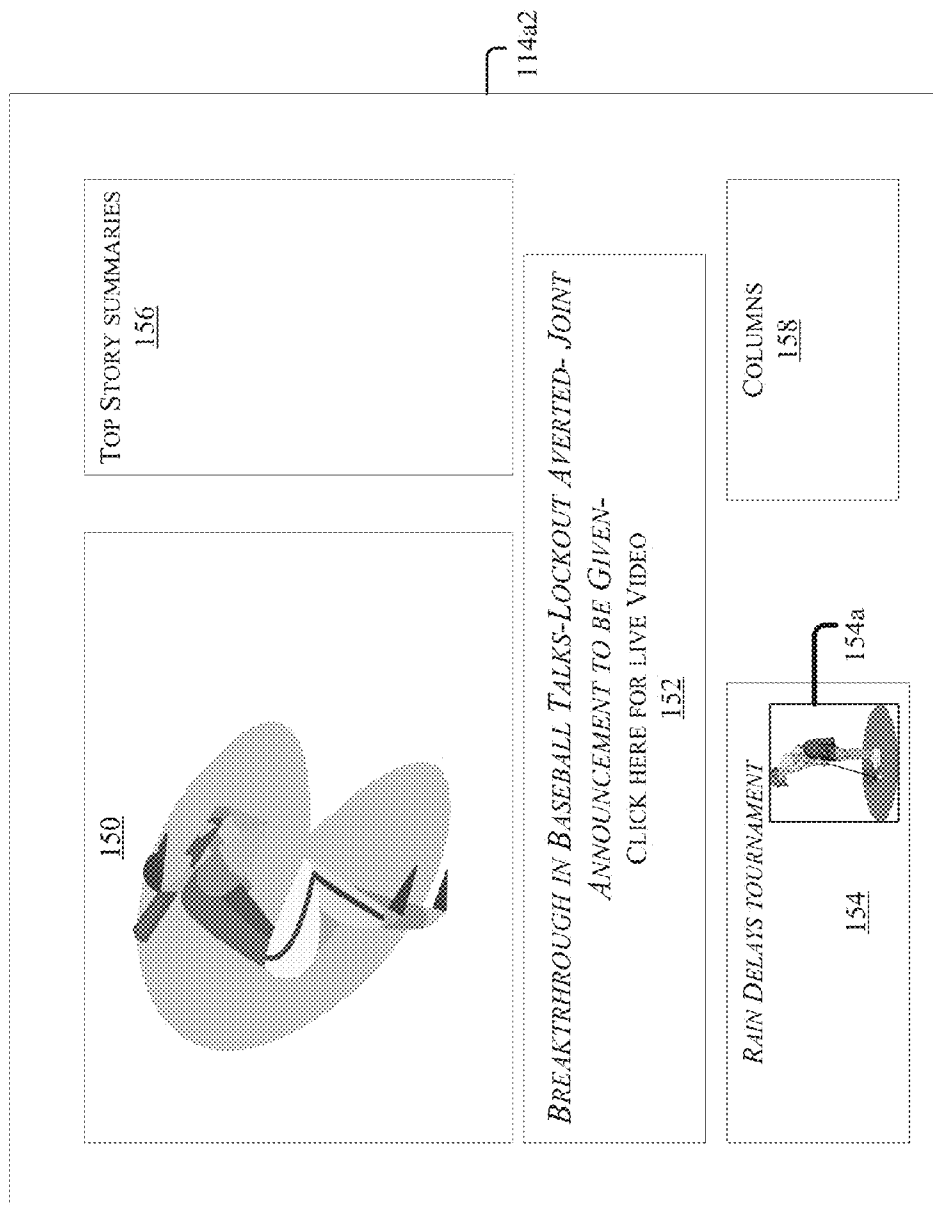 150
TOP STORY SUMMARIES
156
114a2
BREAKTRHROUGH IN BASEBALL TALKS-LOCKOUT AVERTED- JOINT
ANNOUNCEMENT TO BE GIVEN-
CLICK HERE FOR LIVE VIDEO
152
RAIN DELAYS TOURNAMENT
154
154a
COLUMNS
158